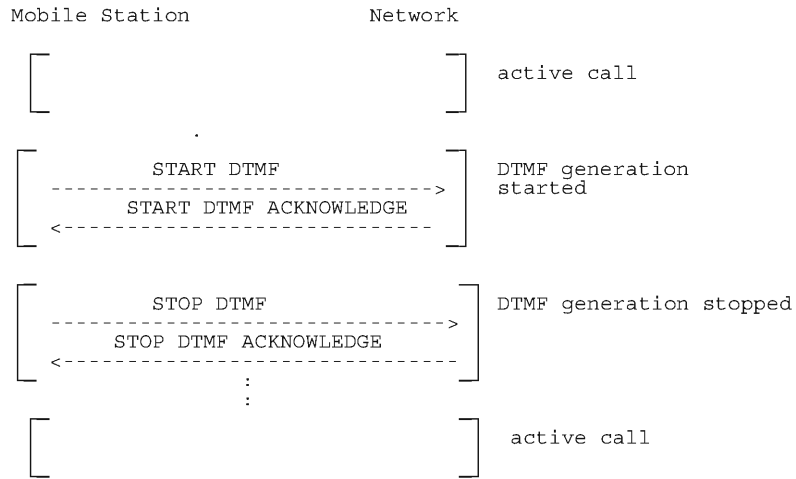 Mobile Station Network
active call
.
START DTMF DTMF generation
started
START DTMF ACKNOWLEDGE
STOP DTMF DTMF generation stopped
STOP DTMF ACKNOWLEDGE
:
:
active call